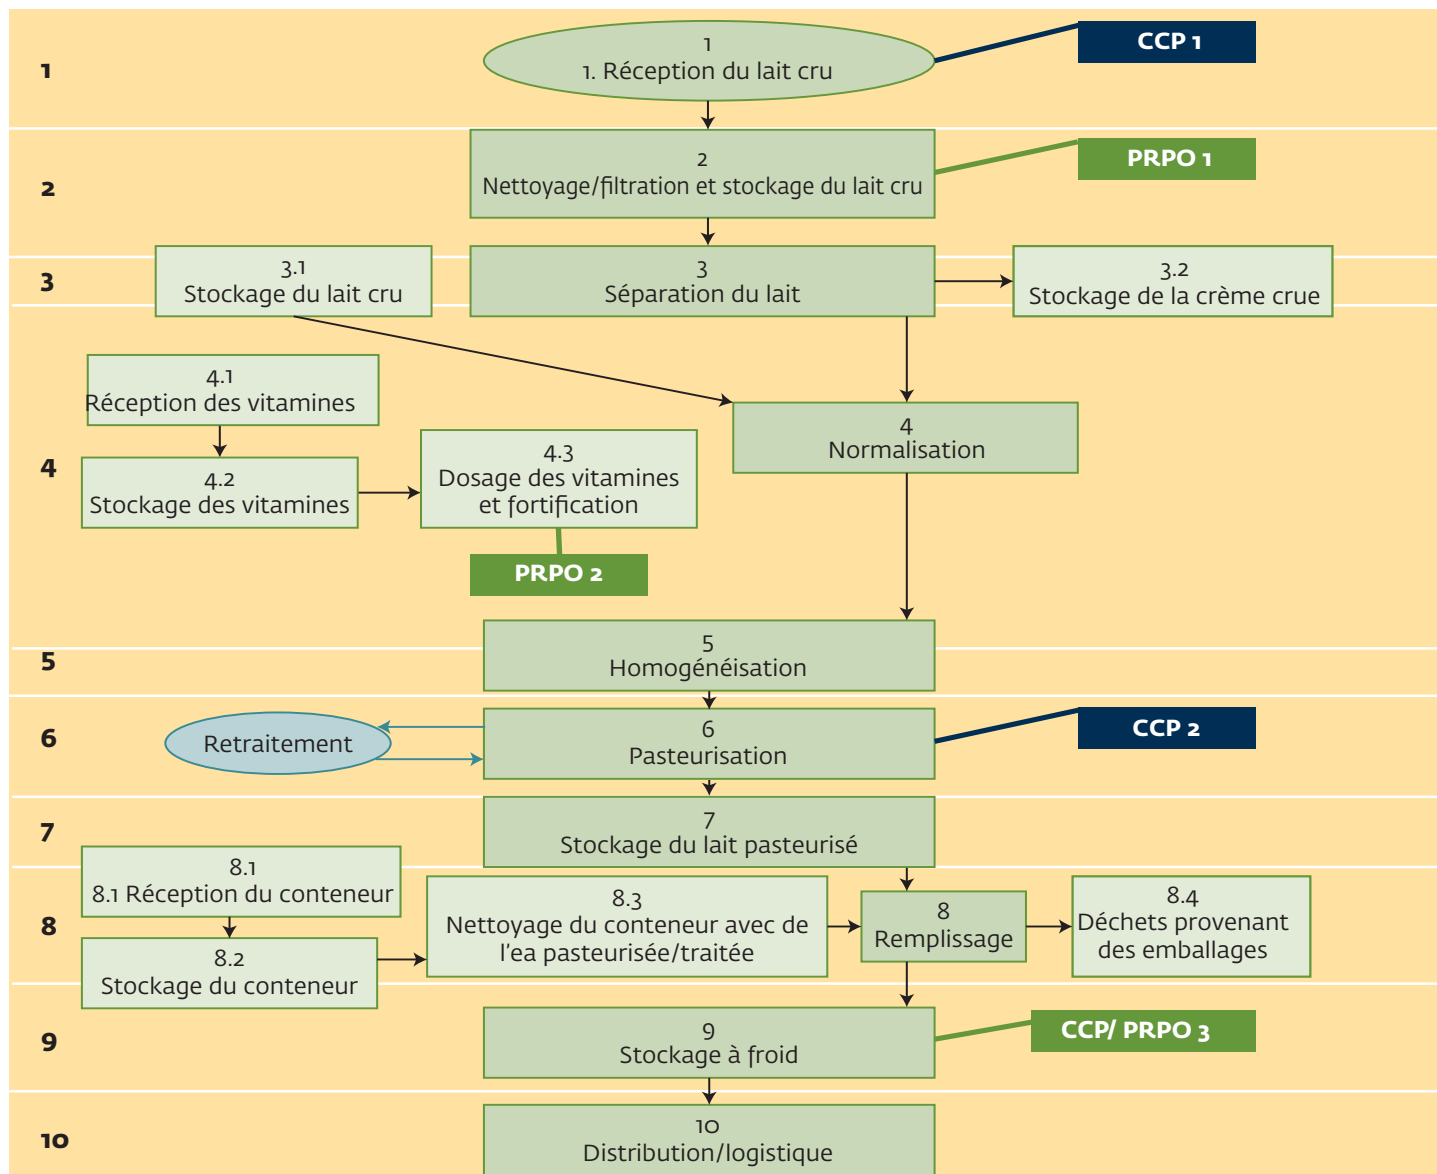 1
1
1. Réception du lait cru
CCP 1
2
2
Nettoyage/filtration et stockage du lait cru
PRPO 1
3
3.1
Stockage du lait cru
3
Séparation du lait
3.2
Stockage de la crème crue
4
4.1
Réception des vitamines
4.2
Stockage des vitamines
4.3
Dosage des vitamines
et fortification
PRPO 2
4
Normalisation
5
5
Homogénéisation
6
Retraitement
6
Pasteurisation
CCP 2
7
7
Stockage du lait pasteurisé
8
8.1
8.1 Réception du conteneur
8.2
Stockage du conteneur
8.3
Nettoyage du conteneur avec de
l'ea pasteurisée/traitée
8
Remplissage
8.4
Déchets provenant
des emballages
9
9
Stockage à froid
CCP/ PRPO 3
10
10
Distribution/logistique